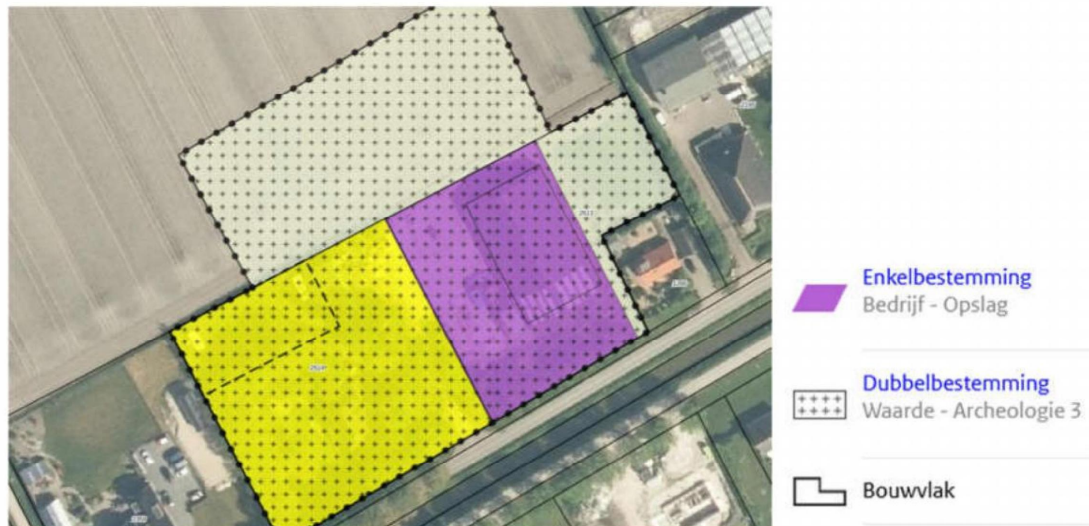 Enkelbestemming
Bedrijf - Opslag
Dubbelbestemming
Waarde - Archeologie 3
Bouwvlak